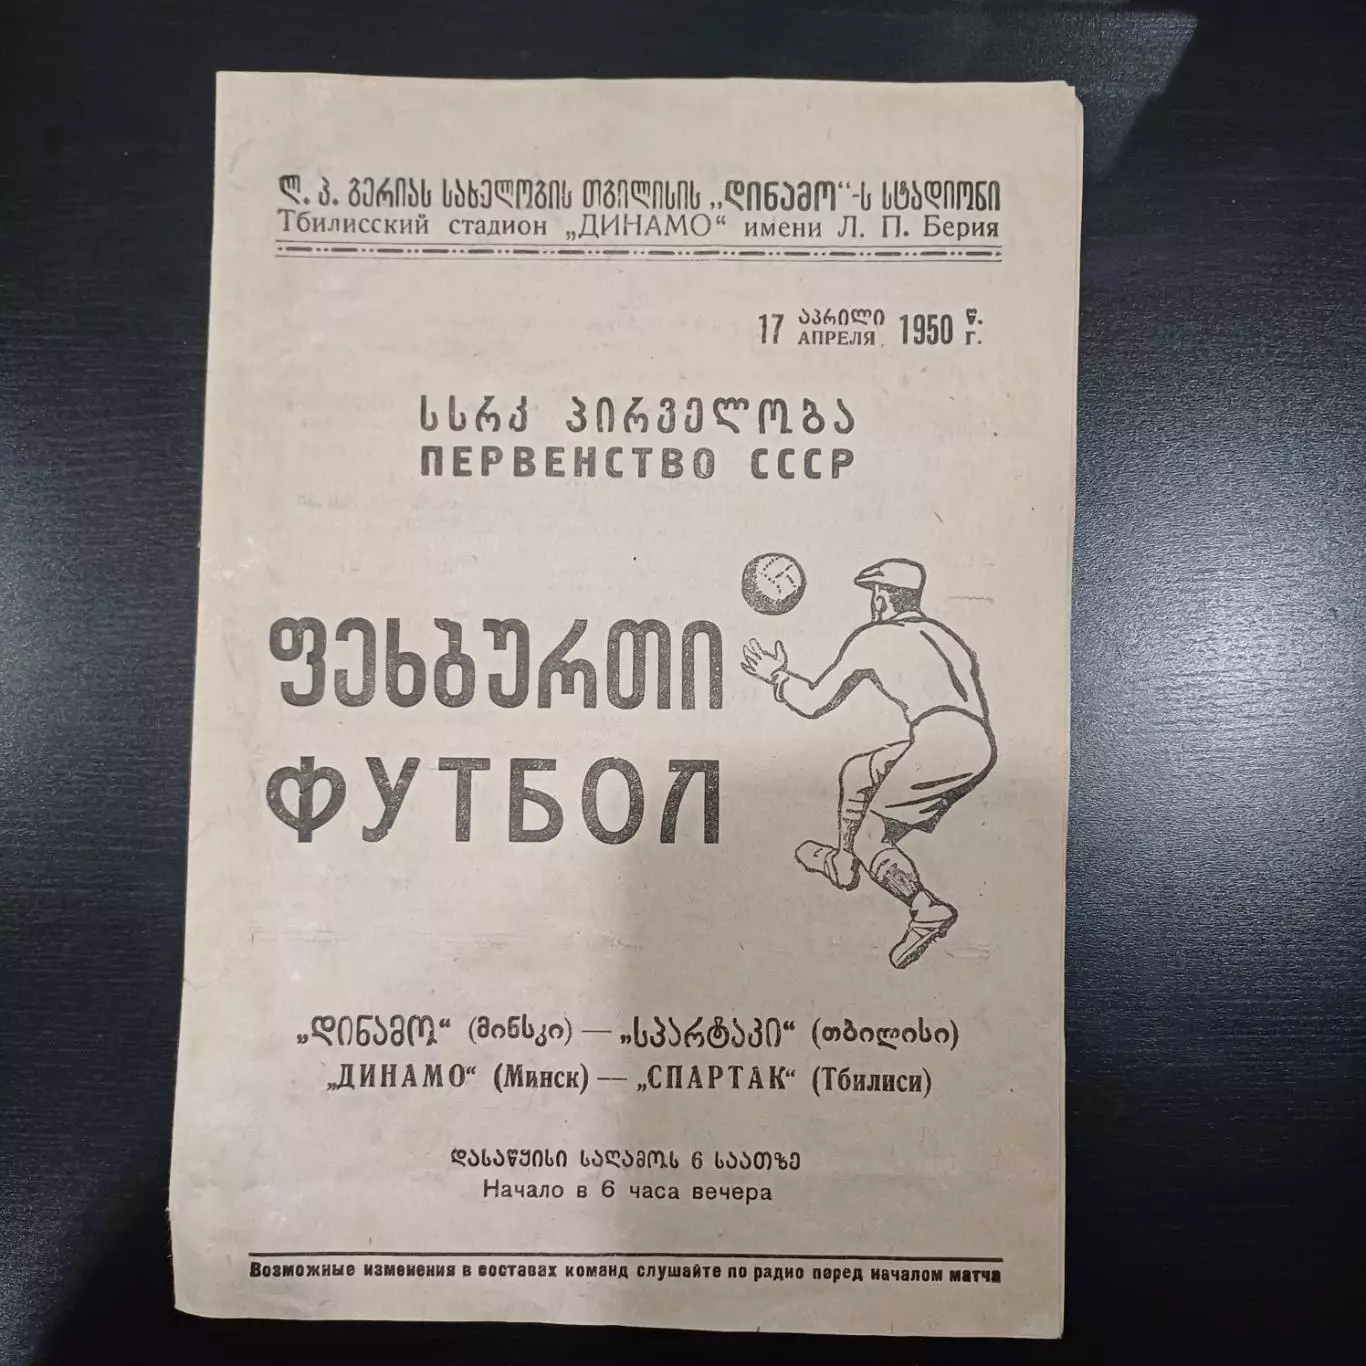 ლ. პ. ბერიას სახელობის თბილისის „დინამო“-ს სტადიონი
Тбилисский стадион „ДИНАМО“ имени Л. П. Берия
17 აპრილი 1950 წ.
АПРЕЛЯ г.
სსრკ პირველობა
ПЕРВЕНСТВО СССР
ფეხბურთი
ФУТБОЛ
„დინამო“ (მინსკი) — „სპარტაკი“ (თბილისი)
„ДИНАМО“ (Минск) — „СПАРТАК“ (Тбилиси)
დასაწყისი საღამოს 6 საათზე
Начало в 6 часа вечера
Возможные изменения в составах команд слушайте по радио перед началом матча